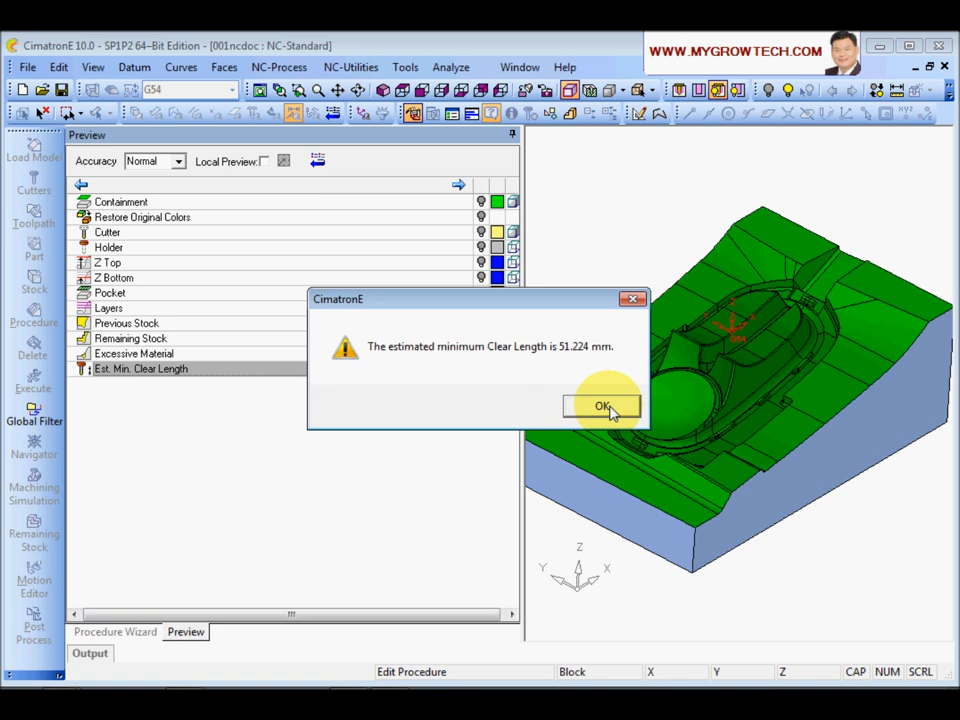 CimatronE 10.0 - SP1P2 64-Bit Edition - [001ncdoc : NC-Standard]
WWW.MYGROWTECH.COM
File Edit View Datum Curves Faces NC-Process NC-Utilities Tools Analyze Window Help
G54
Load Model
Cutters
Toolpath
Part
Stock
Procedure
Delete
Execute
Global Filter
Navigator
Machining
Simulation
Remaining
Stock
Motion
Editor
Post
Process
Preview
Accuracy Normal Local Preview:
Containment
Restore Original Colors
Cutter
Holder
Z Top
Z Bottom
Pocket
Layers
Previous Stock
Remaining Stock
Excessive Material
Est. Min. Clear Length
CimatronE
The estimated minimum Clear Length is 51.224 mm.
OK
Z
Y X
Procedure Wizard Preview
Output
Edit Procedure Block X Y Z CAP NUM SCRL